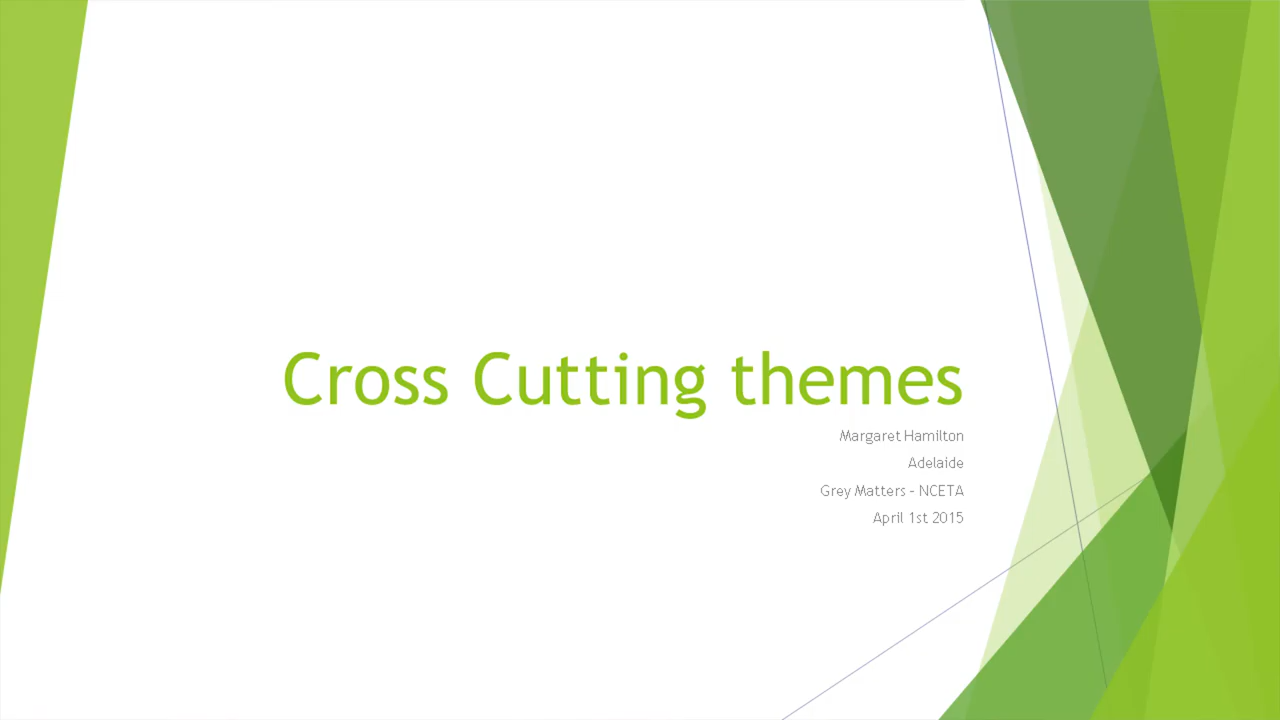 Cross Cutting themes
Margaret Hamilton
Adelaide
Grey Matters - NCETA
April 1st 2015